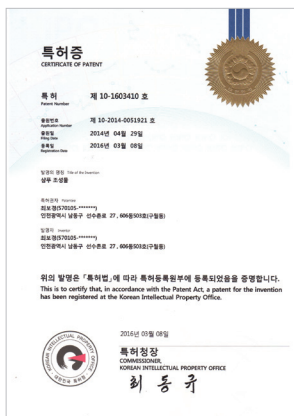 특허증
CERTIFICATE OF PATENT
특 허 제 10-1603410 호
Patent Number
출원번호 제 10-2014-0051921 호
Application Number
출원일 2014년 04월 29일
Filing Date
등록일 2016년 03월 08일
Registration Date
발명의 명칭 Title of the Invention
샴푸 조성물
특허권자 Patentee
최보경(570105-*******)
인천광역시 남동구 선수촌로 27 , 606동503호(구월동)
발명자 Inventor
최보경(570105-*******)
인천광역시 남동구 선수촌로 27 , 606동503호(구월동)
위의 발명은 「특허법」에 따라 특허등록원부에 등록되었음을 증명합니다.
This is to certify that, in accordance with the Patent Act, a patent for the invention
has been registered at the Korean Intellectual Property Office.
2016년 03월 08일
특허청장
COMMISSIONER,
KOREAN INTELLECTUAL PROPERTY OFFICE
최동규
KOREAN INTELLECTUAL PROPERTY OFFICE
대한민국 특허청